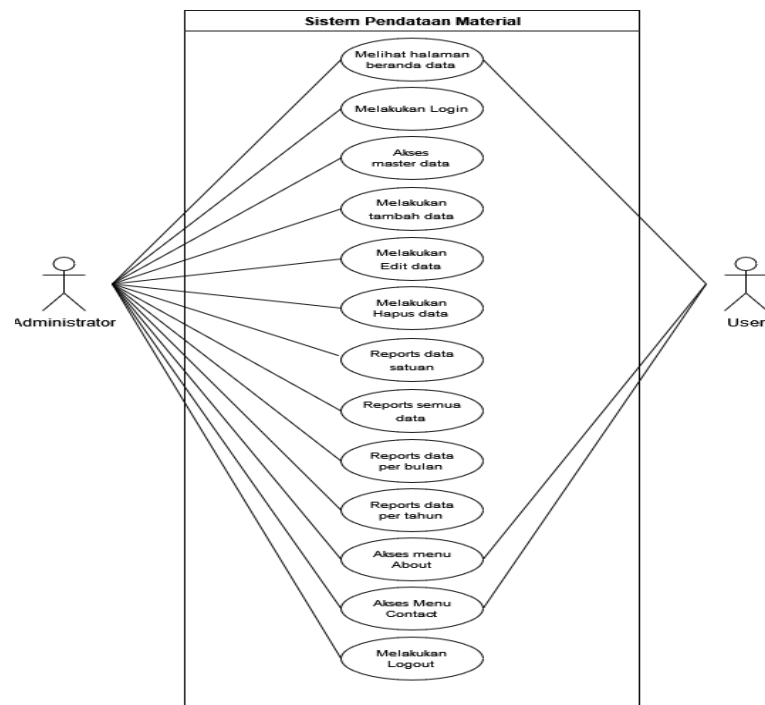 Sistem Pendataan Material
Melihat halaman
beranda data
Melakukan Login
Akses
master data
Melakukan
tambah data
Melakukan
Edit data
Melakukan
Hapus data
Administrator
User
Reports data
satuan
Reports semua
data
Reports data
per bulan
Reports data
per tahun
Akses menu
About
Akses Menu
Contact
Melakukan
Logout